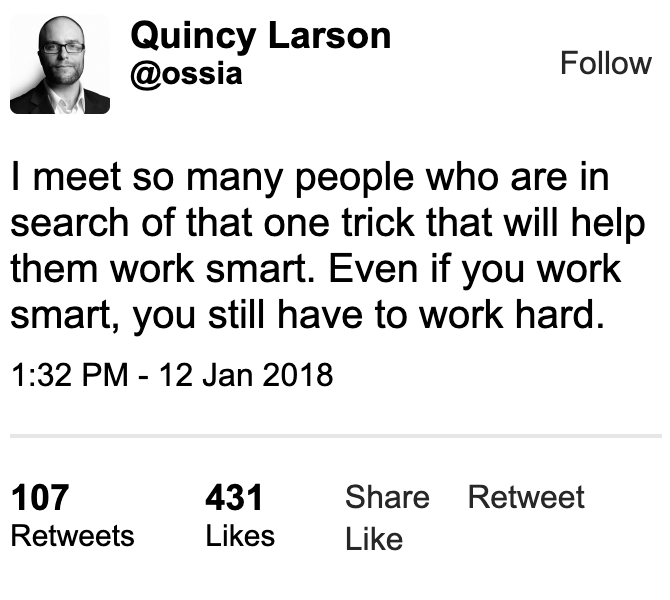 Quincy Larson
@ossia
Follow
I meet so many people who are in
search of that one trick that will help
them work smart. Even if you work
smart, you still have to work hard.
1:32 PM - 12 Jan 2018
107
Retweets
431
Likes
Share
Retweet
Like